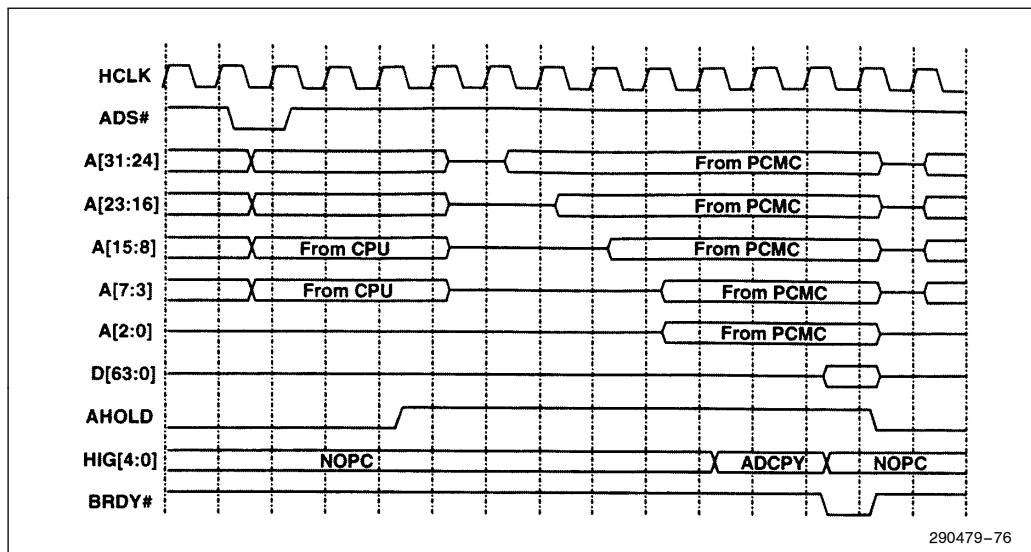 HCLK
ADS#
A[31:24] From PCMC
A[23:16] From PCMC
A[15:8] From CPU From PCMC
A[7:3] From CPU From PCMC
A[2:0] From PCMC
D[63:0]
AHOLD
HIG[4:0] NOPC ADCPY NOPC
BRDY#
290479–76